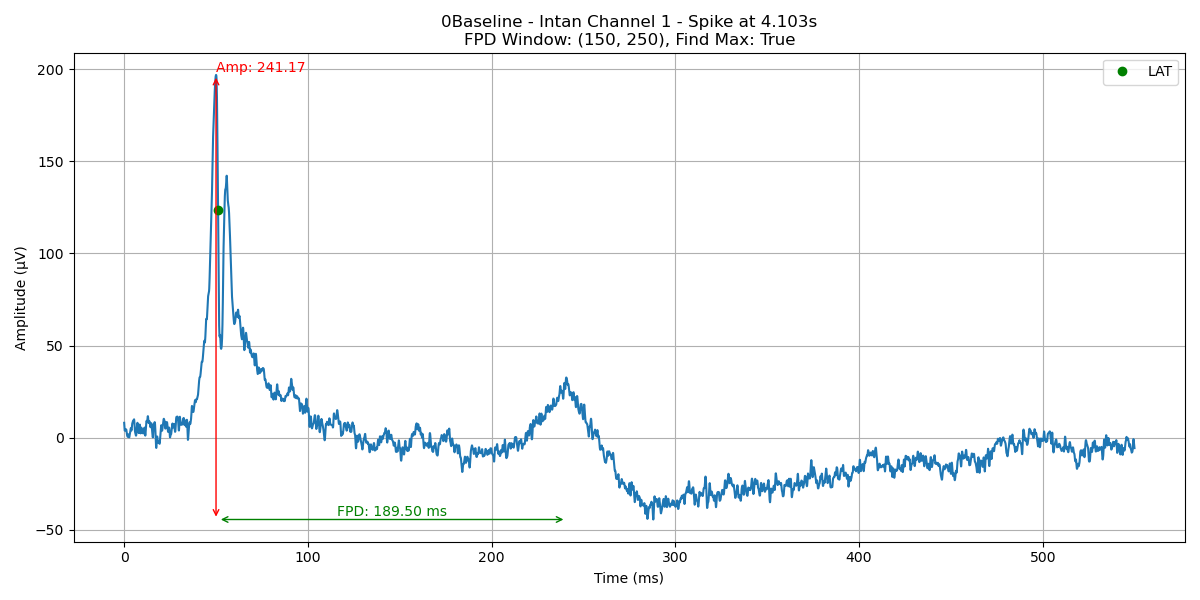 0Baseline - Intan Channel 1 - Spike at 4.103s
FPD Window: (150, 250), Find Max: True
Amp: 241.17
LAT
200
150
100
50
0
−50
Amplitude (µV)
FPD: 189.50 ms
0
100
200
300
400
500
Time (ms)